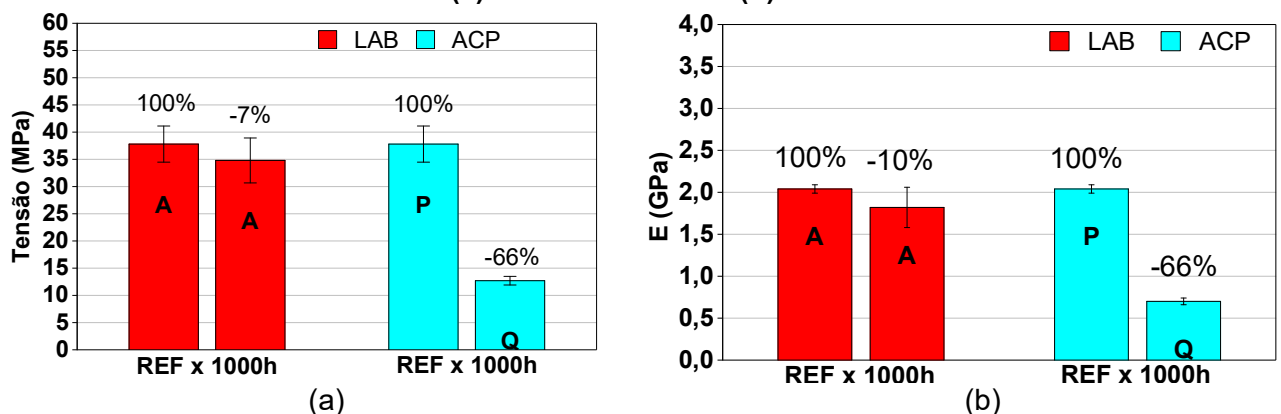 60
55
50
45
40
35
30
25
20
15
10
5
0
Tensão (MPa)
LAB ACP
100%
-7%
100%
-66%
A
A
P
Q
REF x 1000h
REF x 1000h
(a)
4,0
3,5
3,0
2,5
2,0
1,5
1,0
0,5
0,0
E (GPa)
LAB ACP
100%
-10%
100%
-66%
A
A
P
Q
REF x 1000h
REF x 1000h
(b)